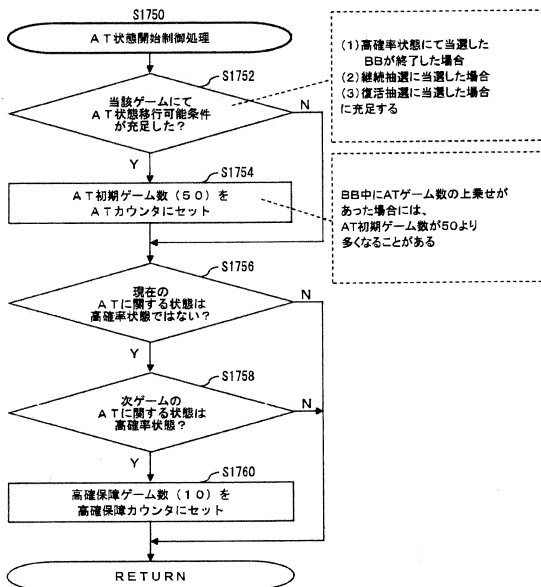 S1750
ＡＴ状態開始制御処理
S1752
当該ゲームにて
ＡＴ状態移行可能条件
が充足した？
N
Y
(1)高確率状態にて当選した
BBが終了した場合
(2)継続抽選に当選した場合
(3)復活抽選に当選した場合
に充足する
S1754
ＡＴ初期ゲーム数（５０）を
ＡＴカウンタにセット
BB中にATゲーム数の上乗せが
あった場合には、
AT初期ゲーム数が50より
多くなることがある
S1756
現在の
ＡＴに関する状態は
高確率状態ではない？
N
Y
S1758
次ゲームの
ＡＴに関する状態は
高確率状態？
N
Y
S1760
高確保障ゲーム数（１０）を
高確保障カウンタにセット
ＲＥＴＵＲＮ